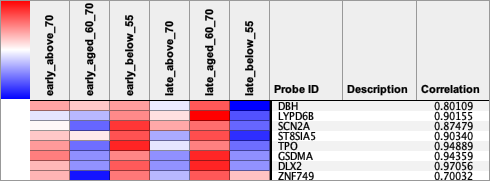 early_above_70
early_aged_60_70
early_below_55
late_above_70
late_aged_60_70
late_below_55
Probe ID Description Correlation
DBH 0.80109
LYPD6B 0.90155
SCN2A 0.87479
ST8SIA5 0.90340
TPO 0.94889
GSDMA 0.94359
DLX2 0.97056
ZNF749 0.70032